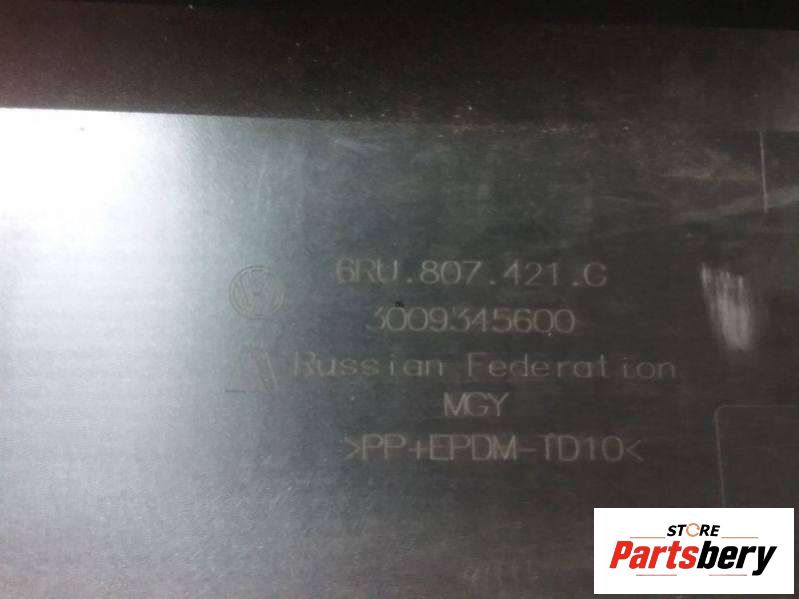 6RU.807.421.C
3009345600
Russian Federation
MGY
>PP+EPDM-TD10<
STORE
Partsbery